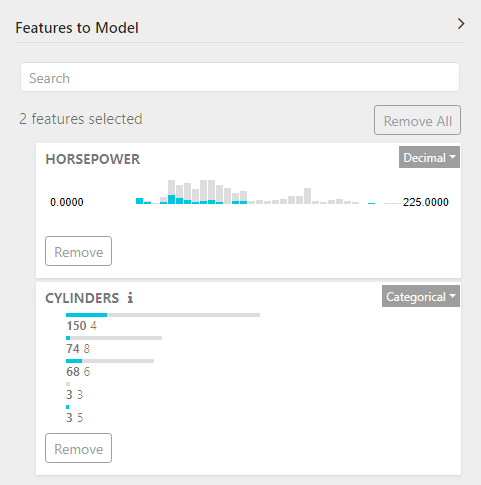 Features to Model
Search
2 features selected
Remove All
HORSEPOWER
Decimal
0.0000
225.0000
Remove
CYLINDERS
Categorical
150 4
74 8
68 6
3 3
3 5
Remove